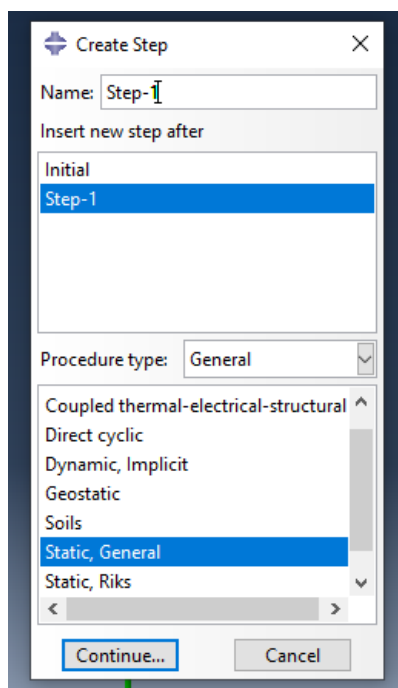 Create Step
Name: Step-1
Insert new step after
Initial
Step-1
Procedure type: General
Coupled thermal-electrical-structural
Direct cyclic
Dynamic, Implicit
Geostatic
Soils
Static, General
Static, Riks
Continue... Cancel